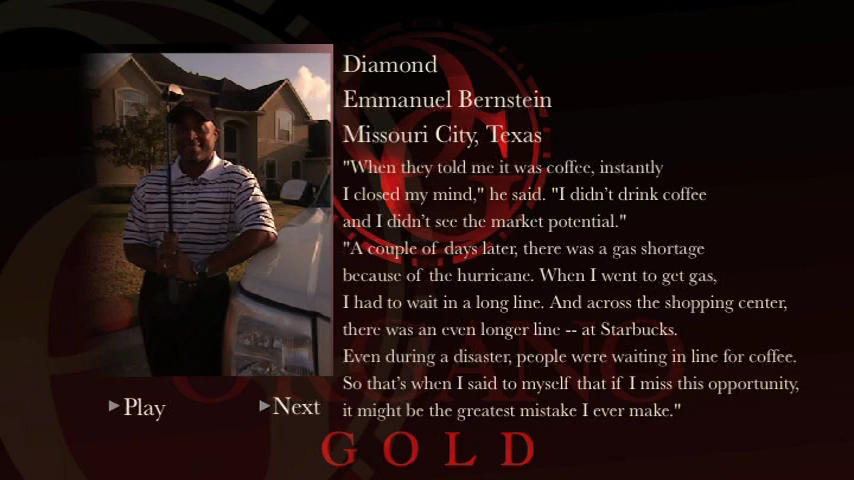 Diamond
Emmanuel Bernstein
Missouri City, Texas
"When they told me it was coffee, instantly
I closed my mind," he said. "I didn't drink coffee
and I didn't see the market potential."
"A couple of days later, there was a gas shortage
because of the hurricane. When I went to get gas,
I had to wait in a long line. And across the shopping center,
there was an even longer line -- at Starbucks.
Even during a disaster, people were waiting in line for coffee.
So that's when I said to myself that if I miss this opportunity,
it might be the greatest mistake I ever make."
Play
Next
ORGANO
GOLD